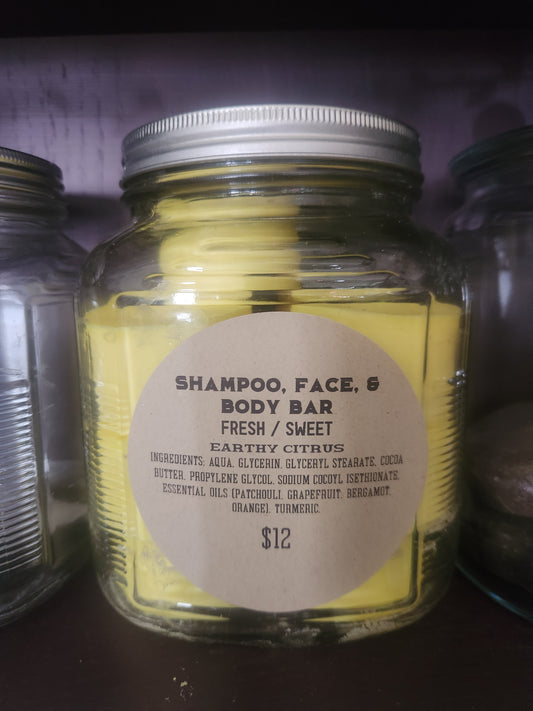 SHAMPOO, FACE, &
BODY BAR
FRESH / SWEET
EARTHY CITRUS
INGREDIENTS: AQUA, GLYCERIN, GLYCERYL STEARATE, COCOA
BUTTER, PROPYLENE GLYCOL, SODIUM COCOYL ISETHIONATE,
ESSENTIAL OILS (PATCHOULI, GRAPEFRUIT, BERGAMOT,
ORANGE), TURMERIC.
$12